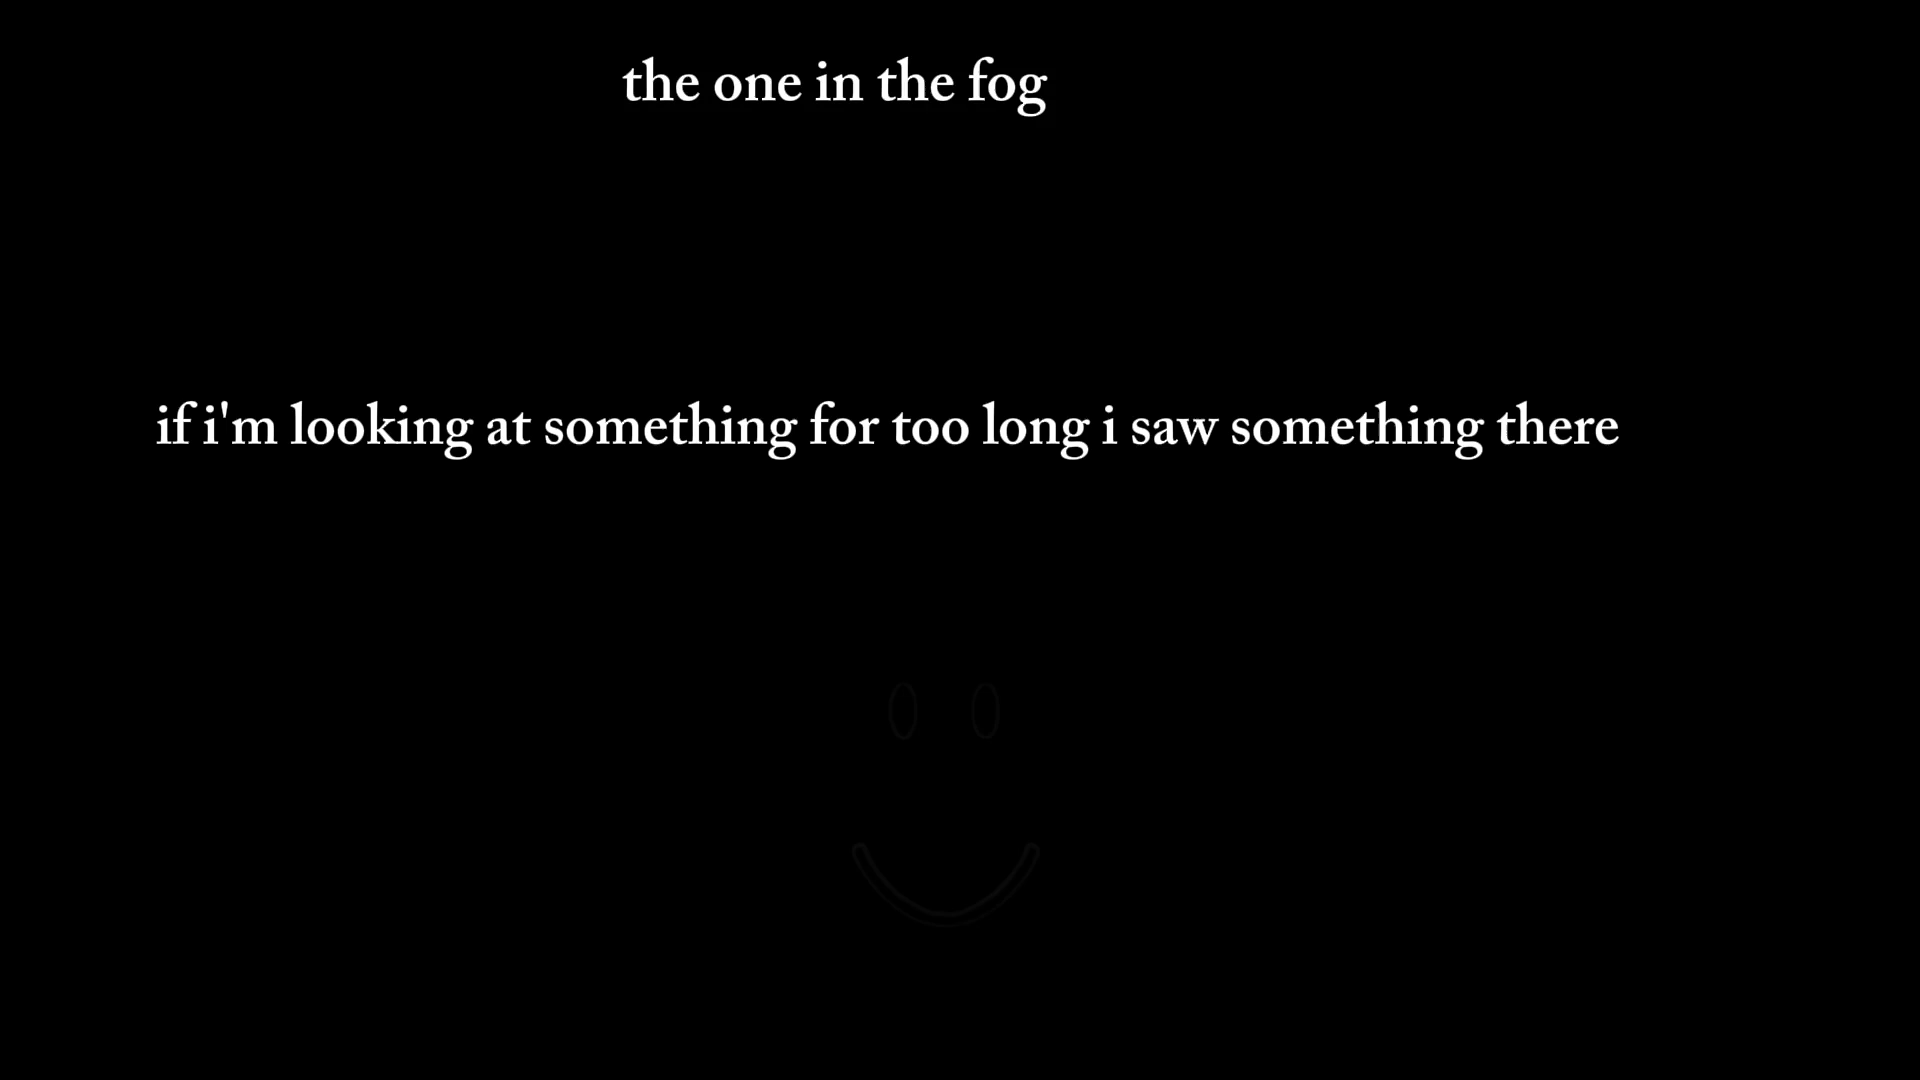 the one in the fog
if i'm looking at something for too long i saw something there